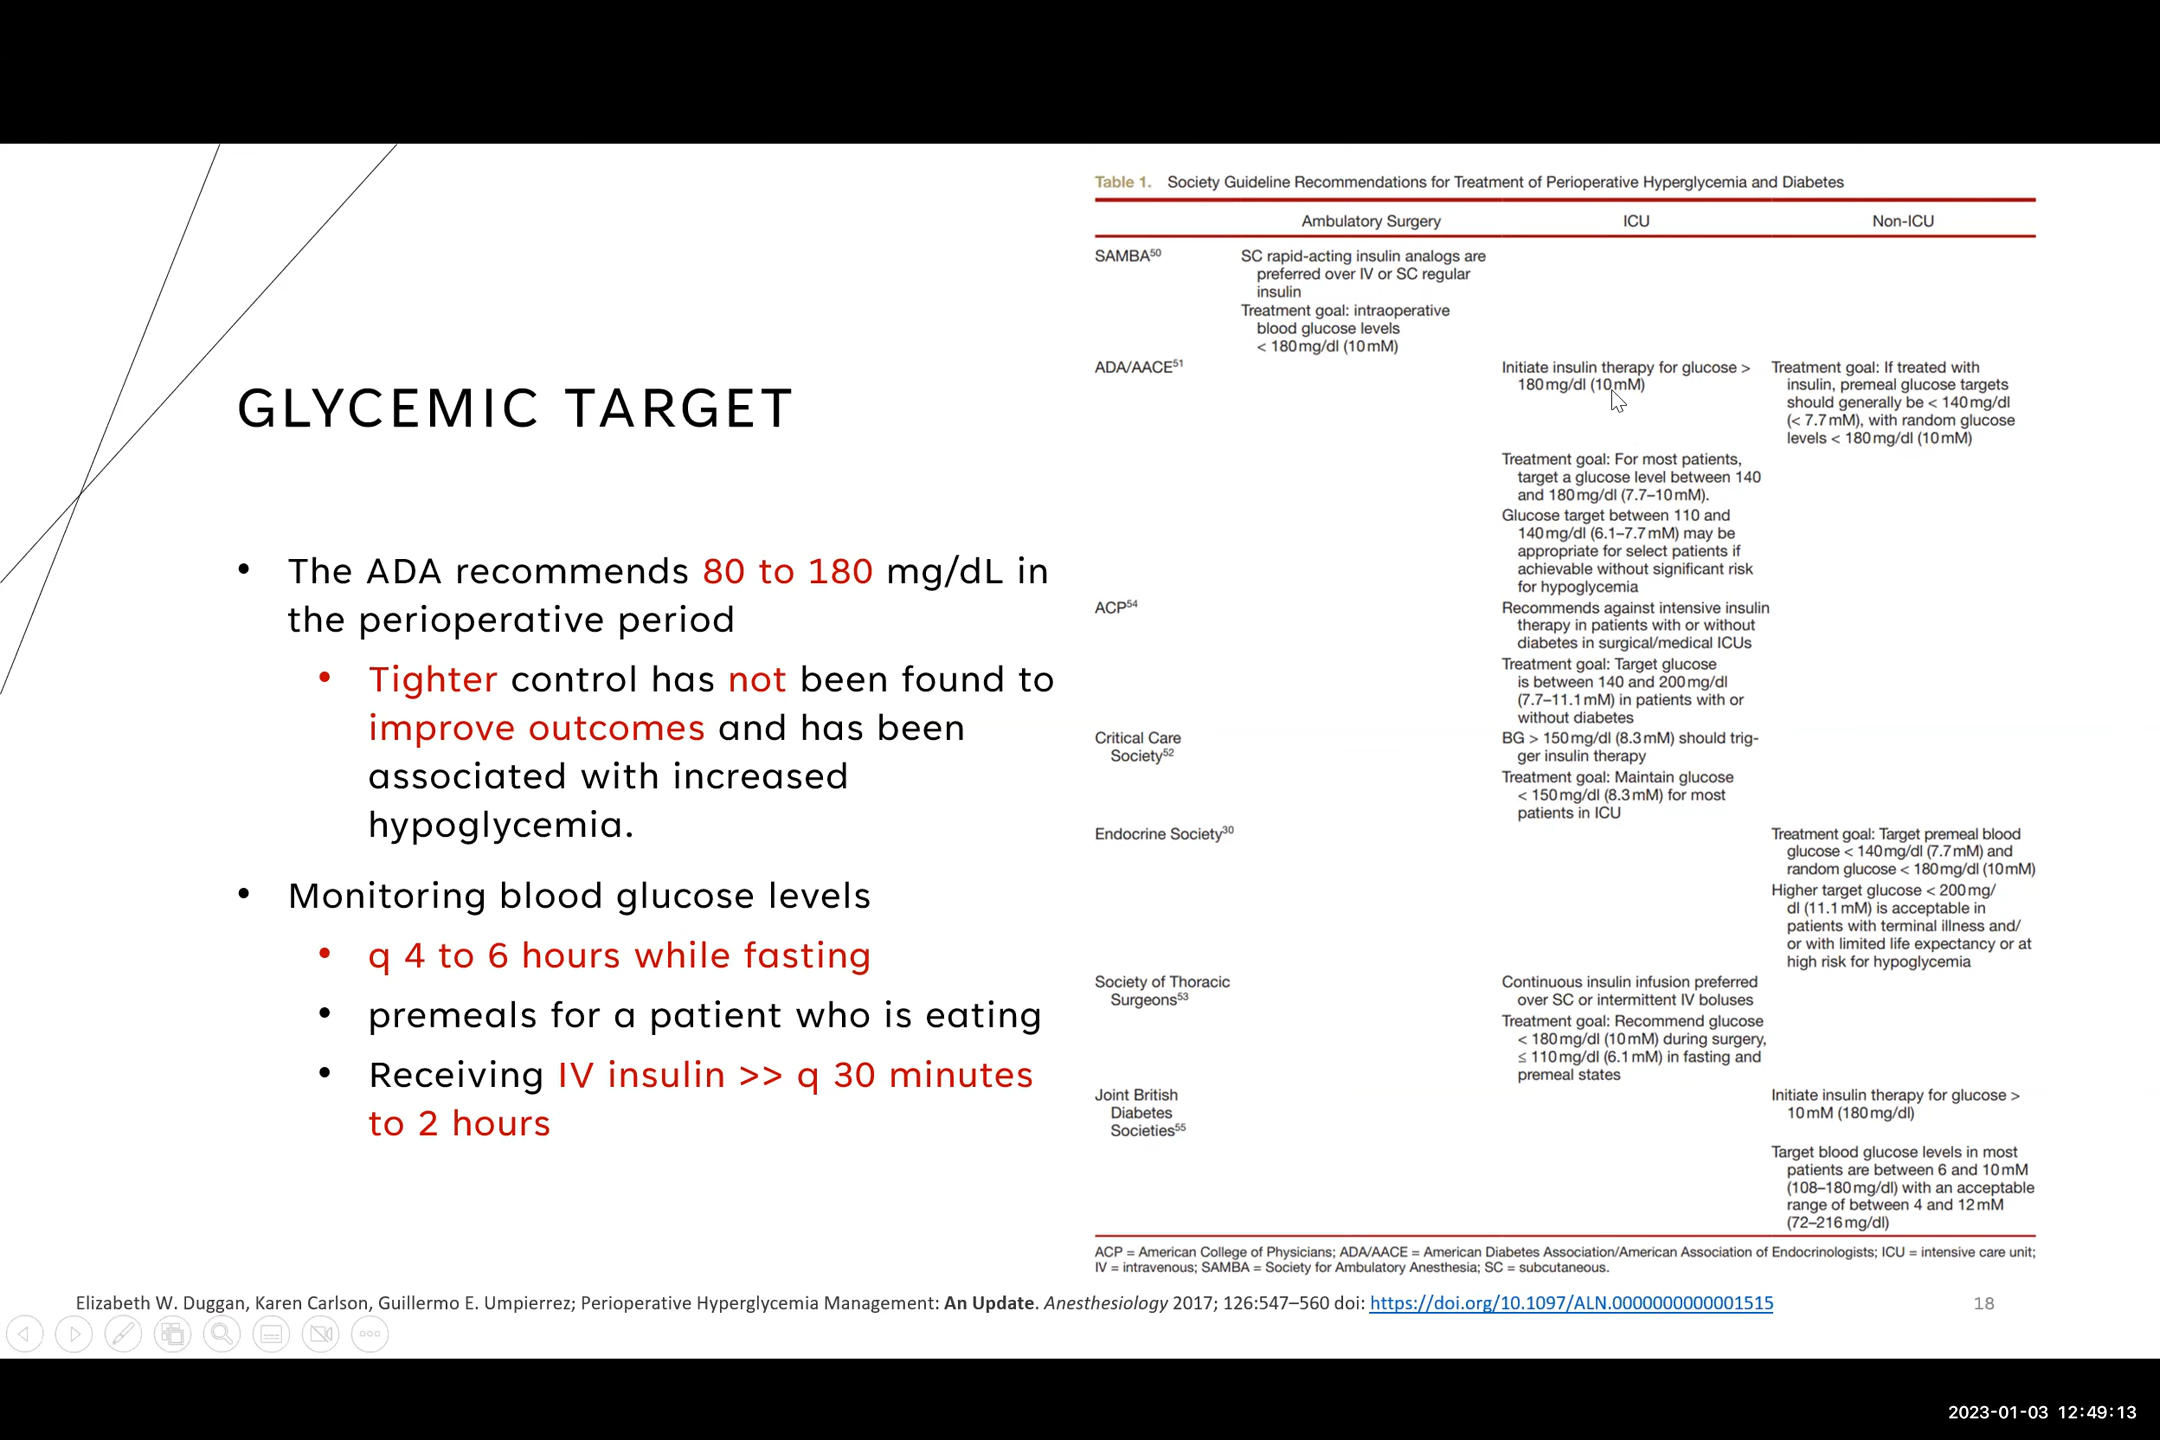 GLYCEMIC TARGET
• The ADA recommends 80 to 180 mg/dL in
the perioperative period
• Tighter control has not been found to
improve outcomes and has been
associated with increased
hypoglycemia.
• Monitoring blood glucose levels
• q 4 to 6 hours while fasting
• premeals for a patient who is eating
• Receiving IV insulin >> q 30 minutes
to 2 hours
Table 1. Society Guideline Recommendations for Treatment of Perioperative Hyperglycemia and Diabetes
Ambulatory Surgery ICU Non-ICU
SAMBA50
SC rapid-acting insulin analogs are
preferred over IV or SC regular
insulin
Treatment goal: intraoperative
blood glucose levels
< 180 mg/dl (10 mM)
ADA/AACE51
Initiate insulin therapy for glucose >
180 mg/dl (10 mM)
Treatment goal: For most patients,
target a glucose level between 140
and 180 mg/dl (7.7–10 mM).
Glucose target between 110 and
140 mg/dl (6.1–7.7 mM) may be
appropriate for select patients if
achievable without significant risk
for hypoglycemia
Treatment goal: If treated with
insulin, premeal glucose targets
should generally be < 140 mg/dl
(< 7.7 mM), with random glucose
levels < 180 mg/dl (10 mM)
ACP54
Recommends against intensive insulin
therapy in patients with or without
diabetes in surgical/medical ICUs
Treatment goal: Target glucose
is between 140 and 200 mg/dl
(7.7–11.1 mM) in patients with or
without diabetes
Critical Care
Society52
BG > 150 mg/dl (8.3 mM) should trig-
ger insulin therapy
Treatment goal: Maintain glucose
< 150 mg/dl (8.3 mM) for most
patients in ICU
Endocrine Society30
Treatment goal: Target premeal blood
glucose < 140 mg/dl (7.7 mM) and
random glucose < 180 mg/dl (10 mM)
Higher target glucose < 200 mg/
dl (11.1 mM) is acceptable in
patients with terminal illness and/
or with limited life expectancy or at
high risk for hypoglycemia
Society of Thoracic
Surgeons53
Continuous insulin infusion preferred
over SC or intermittent IV boluses
Treatment goal: Recommend glucose
< 180 mg/dl (10 mM) during surgery,
≤ 110 mg/dl (6.1 mM) in fasting and
premeal states
Joint British
Diabetes
Societies55
Initiate insulin therapy for glucose >
10 mM (180 mg/dl)
Target blood glucose levels in most
patients are between 6 and 10 mM
(108–180 mg/dl) with an acceptable
range of between 4 and 12 mM
(72–216 mg/dl)
ACP = American College of Physicians; ADA/AACE = American Diabetes Association/American Association of Endocrinologists; ICU = intensive care unit;
IV = intravenous; SAMBA = Society for Ambulatory Anesthesia; SC = subcutaneous.
Elizabeth W. Duggan, Karen Carlson, Guillermo E. Umpierrez; Perioperative Hyperglycemia Management: An Update. Anesthesiology 2017; 126:547–560 doi: https://doi.org/10.1097/ALN.0000000000001515
18
2023-01-03 12:49:13